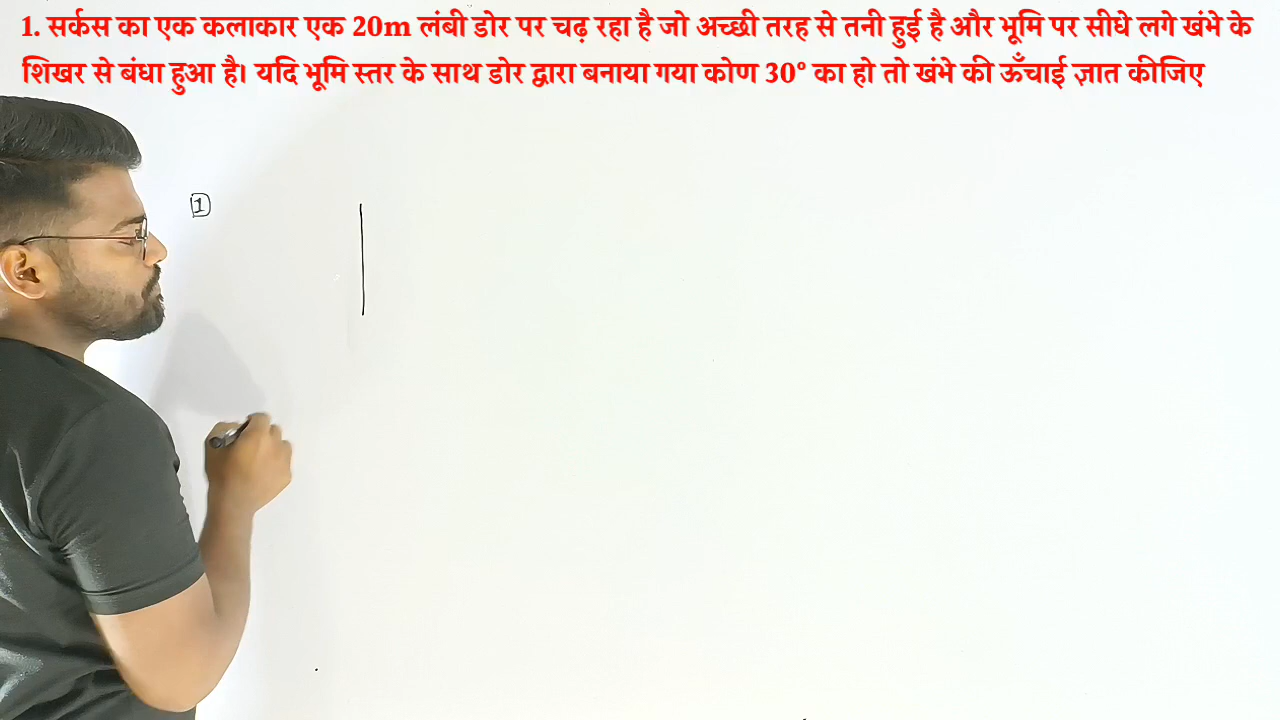 1. सर्कस का एक कलाकार एक 20m लंबी डोर पर चढ़ रहा है जो अच्छी तरह से तनी हुई है और भूमि पर सीधे लगे खंभे के
शिखर से बंधा हुआ है। यदि भूमि स्तर के साथ डोर द्वारा बनाया गया कोण 30° का हो तो खंभे की ऊँचाई ज्ञात कीजिए
1